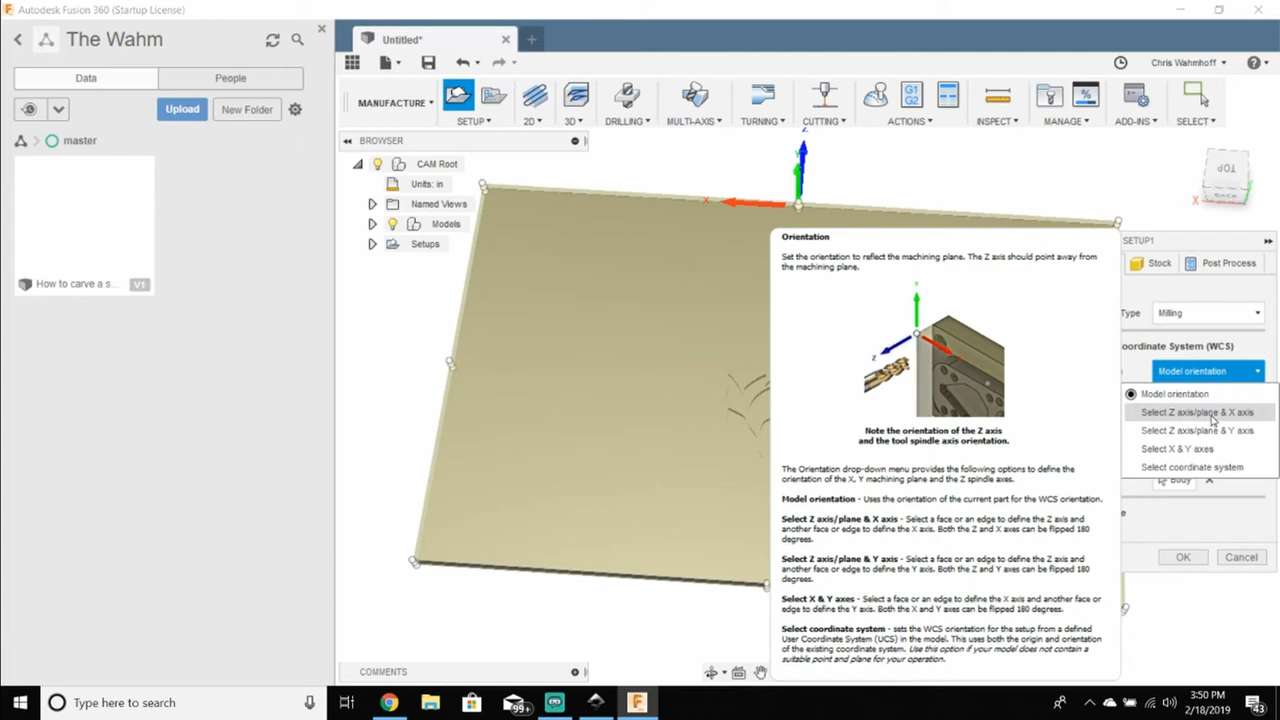 Autodesk Fusion 360 (Startup License)
The Wahm
Data
People
Upload
New Folder
master
How to carve a s...
V1
Untitled*
Chris Wahmhoff
MANUFACTURE
G1
G2
%
SETUP
2D
3D
DRILLING
MULTI-AXIS
TURNING
CUTTING
ACTIONS
INSPECT
MANAGE
ADD-INS
SELECT
BROWSER
CAM Root
Units: in
Named Views
Models
Setups
Z
Y
X
TOP
BACK
X
Orientation
Set the orientation to reflect the machining plane. The Z axis should point away from
the machining plane.
Y
Z
Note the orientation of the Z axis
and the tool spindle axis orientation.
The Orientation drop-down menu provides the following options to define the
orientation of the X, Y machining plane and the Z spindle axes.
Model orientation - Uses the orientation of the current part for the WCS orientation.
Select Z axis/plane & X axis - Select a face or an edge to define the Z axis and
another face or edge to define the X axis. Both the Z and X axes can be flipped 180
degrees.
Select Z axis/plane & Y axis - Select a face or an edge to define the Z axis and
another face or edge to define the Y axis. Both the Z and Y axes can be flipped 180
degrees.
Select X & Y axes - Select a face or an edge to define the X axis and another face or
edge to define the Y axis. Both the X and Y axes can be flipped 180 degrees.
Select coordinate system - sets the WCS orientation for the setup from a defined
User Coordinate System (UCS) in the model. This uses both the origin and orientation
of the existing coordinate system. Use this option if your model does not contain a
suitable point and plane for your operation.
SETUP1
Stock
Post Process
Type
Milling
oordinate System (WCS)
Model orientation
Model orientation
Select Z axis/plane & X axis
Select Z axis/plane & Y axis
Select X & Y axes
Select coordinate system
Body
OK
Cancel
COMMENTS
Type here to search
99+
3:50 PM
2/18/2019
43